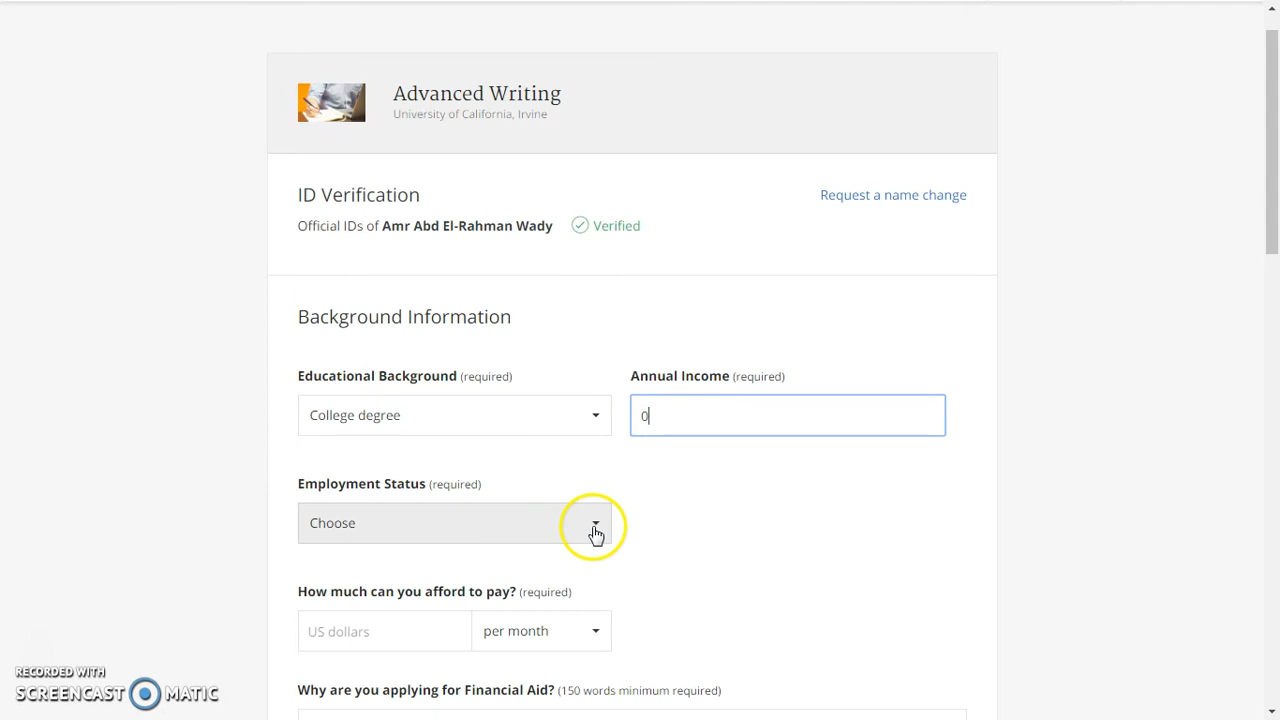 Advanced Writing
University of California, Irvine
ID Verification
Request a name change
Official IDs of Amr Abd El-Rahman Wady Verified
Background Information
Educational Background (required)
Annual Income (required)
College degree
0
Employment Status (required)
Choose
How much can you afford to pay? (required)
US dollars
per month
Why are you applying for Financial Aid? (150 words minimum required)
RECORDED WITH
SCREENCAST MATIC